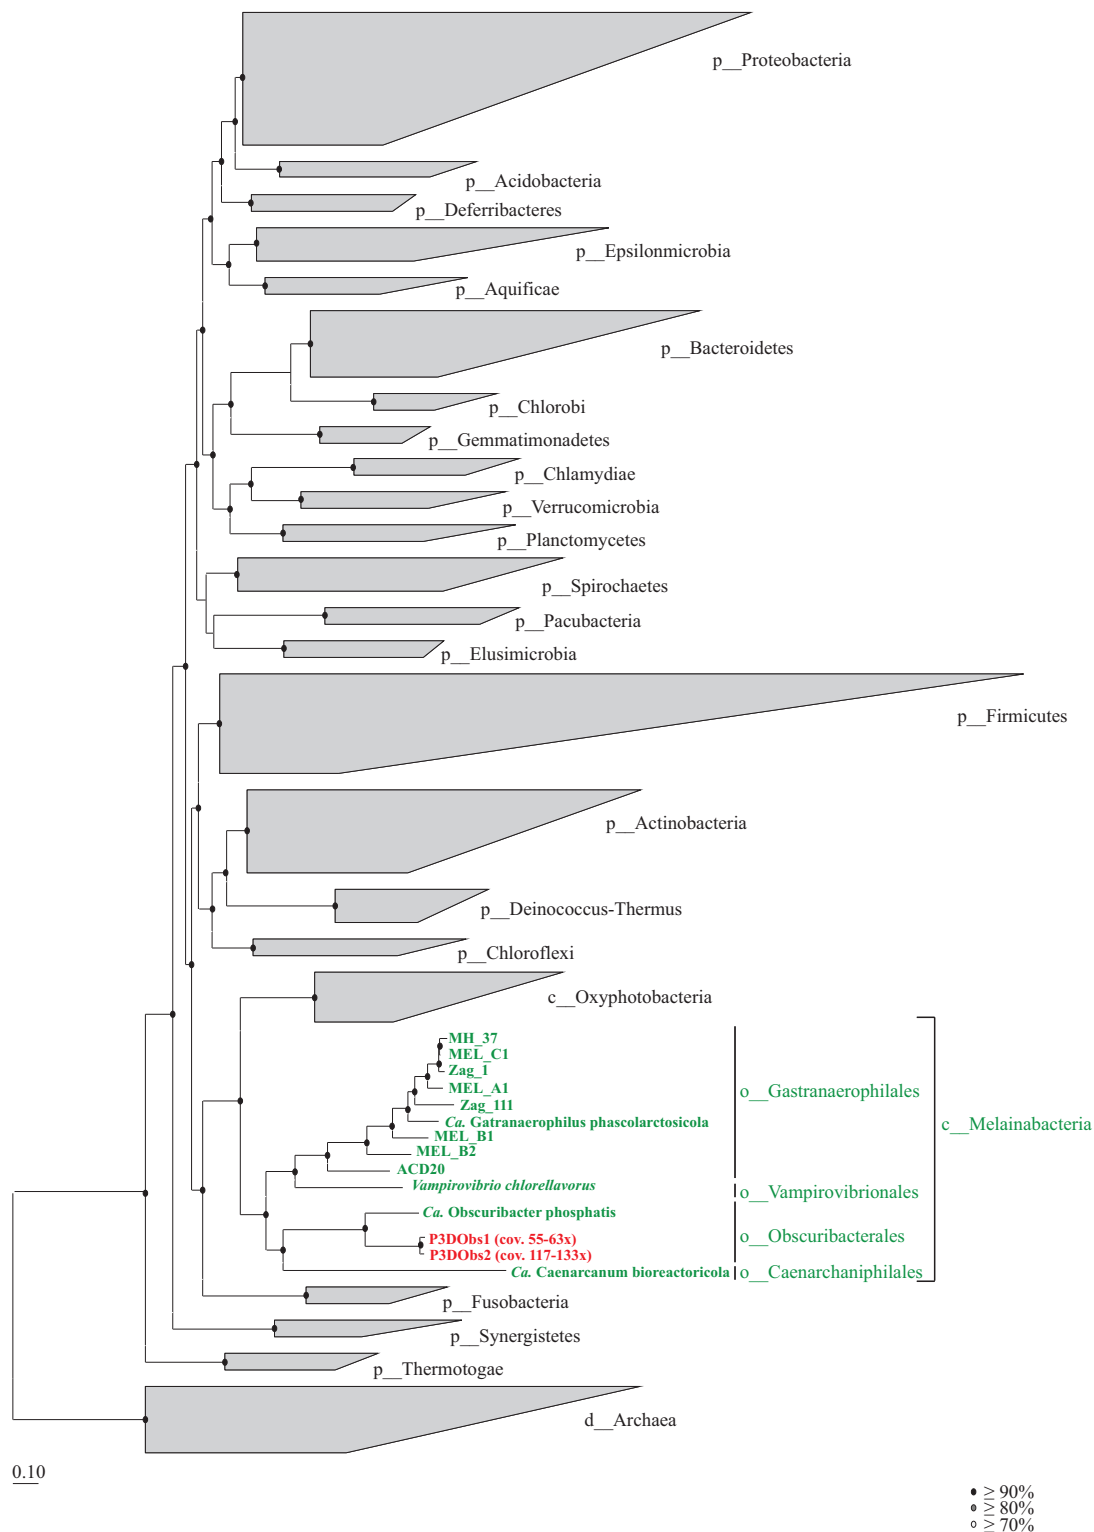 p__Proteobacteria
p__Acidobacteria
p__Deferribacteres
p__Epsilonmicrobia
p__Aquificae
p__Bacteroidetes
p__Chlorobi
p__Gemmatimonadetes
p__Chlamydiae
p__Verrucomicrobia
p__Planctomycetes
p__Spirochaetes
p__Pacubacteria
p__Elusimicrobia
p__Firmicutes
p__Actinobacteria
p__Deinococcus-Thermus
p__Chloroflexi
c__Oxyphotobacteria
MH_37
MEL_C1
Zag_1
MEL_A1
Zag_111
Ca. Gatranaerophilus phascolarctosicola
MEL_B1
MEL_B2
ACD20
Vampirovibrio chlorellavorus
Ca. Obscuribacter phosphatis
P3DObs1 (cov. 55-63x)
P3DObs2 (cov. 117-133x)
Ca. Caenarcanum bioreactoricola
o__Gastranaerophilales
o__Vampirovibrionales
o__Obscuribacterales
o__Caenarchaniphilales
c__Melainabacteria
p__Fusobacteria
p__Synergistetes
p__Thermotogae
d__Archaea
0.10
≥ 90%
≥ 80%
≥ 70%